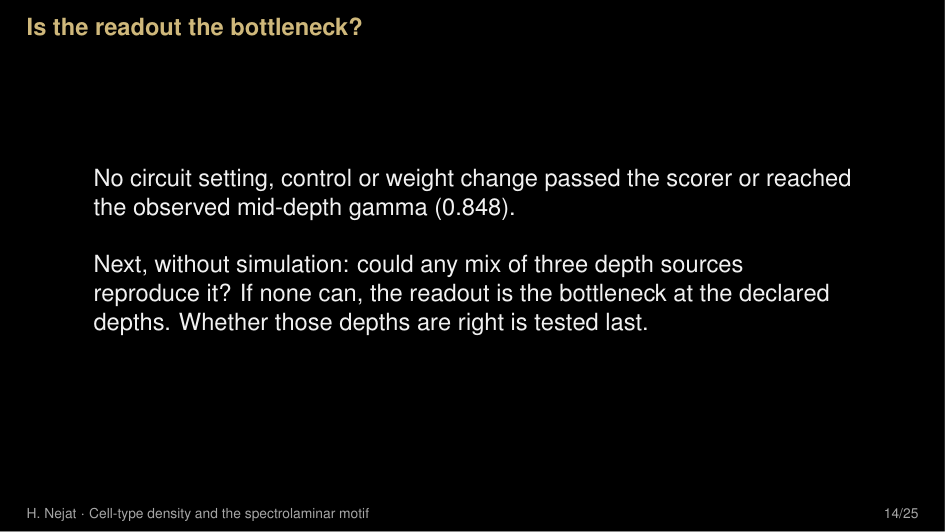 Is the readout the bottleneck?
No circuit setting, control or weight change passed the scorer or reached
the observed mid-depth gamma (0.848).
Next, without simulation: could any mix of three depth sources
reproduce it? If none can, the readout is the bottleneck at the declared
depths. Whether those depths are right is tested last.
H. Nejat · Cell-type density and the spectrolaminar motif
14/25